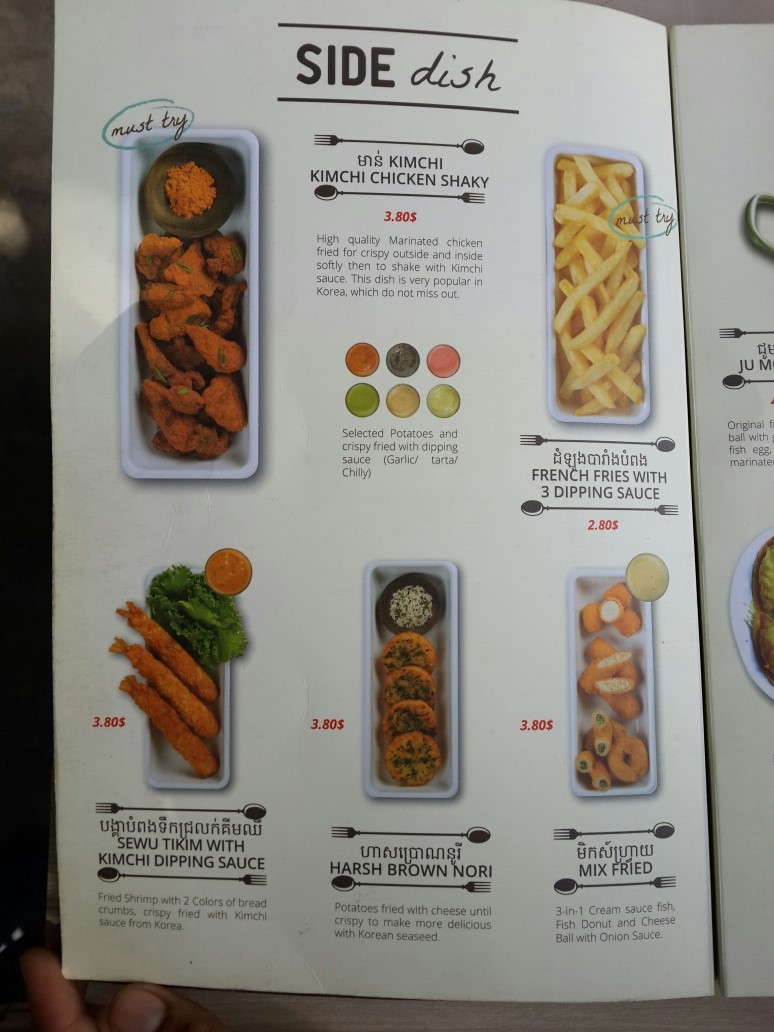 SIDE dish
must try
មាន់ KIMCHI
KIMCHI CHICKEN SHAKY
3.80$
High quality Marinated chicken
fried for crispy outside and inside
softly then to shake with Kimchi
sauce. This dish is very popular in
Korea, which do not miss out.
must try
Selected Potatoes and
crispy fried with dipping
sauce (Garlic/ tarta/
Chilly)
ដំឡូងបារាំងបំពង
FRENCH FRIES WITH
3 DIPPING SAUCE
2.80$
3.80$
បង្គាបំពងទឹកជ្រលក់គីមឈី
SEWU TIKIM WITH
KIMCHI DIPPING SAUCE
Fried Shrimp with 2 Colors of bread
crumbs, crispy fried with Kimchi
sauce from Korea.
3.80$
ហាសប្រោណនូរី
HARSH BROWN NORI
Potatoes fried with cheese until
crispy to make more delicious
with Korean seaseed.
3.80$
មិកស៍ហ្វ្រាយ
MIX FRIED
3-in-1 Cream sauce fish,
Fish Donut and Cheese
Ball with Onion Sauce.
JU
Original
ball with
fish egg,